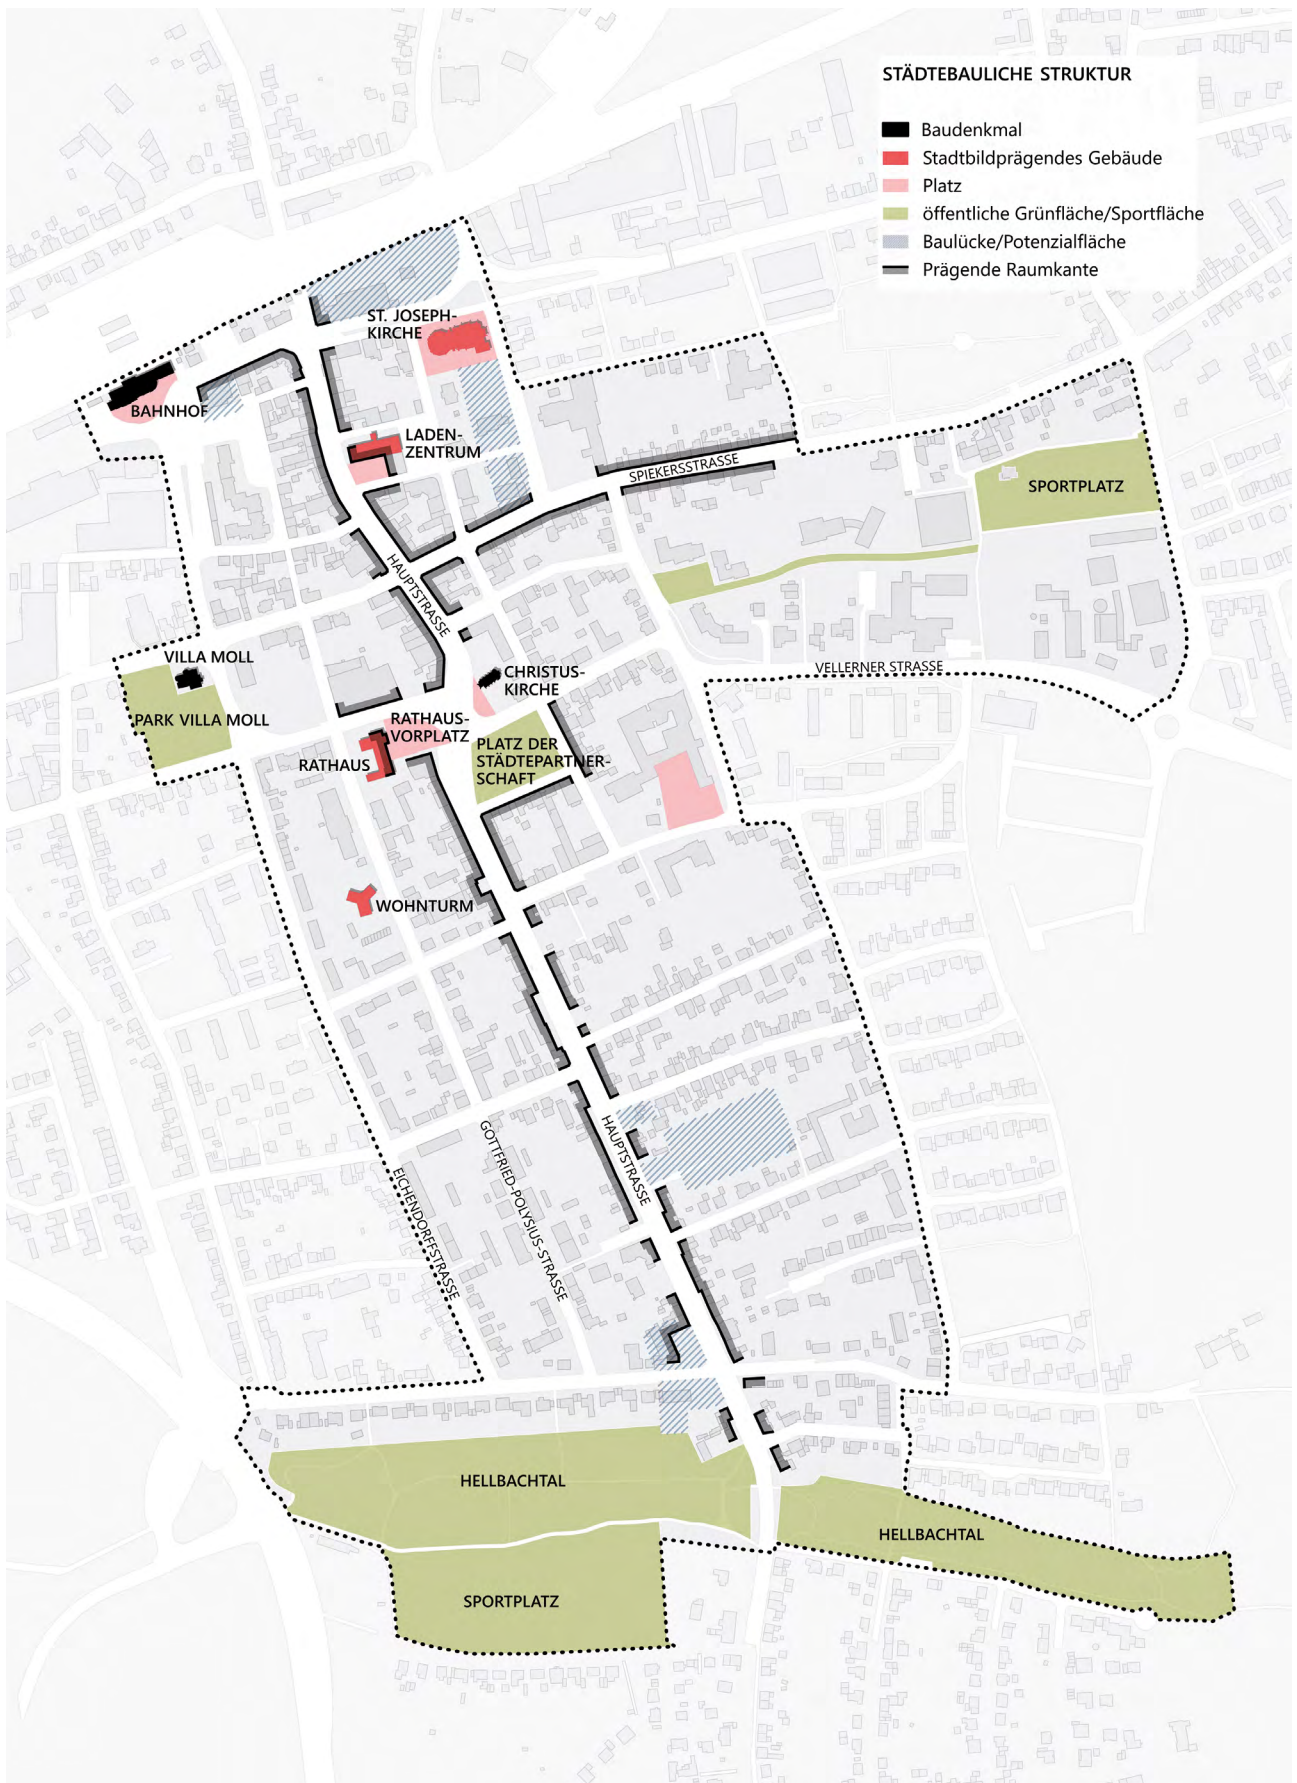 STÄDTEBAULICHE STRUKTUR
Baudenkmal
Stadtbildprägendes Gebäude
Platz
öffentliche Grünfläche/Sportfläche
Baulücke/Potenzialfläche
Prägende Raumkante
ST. JOSEPH-
KIRCHE
BAHNHOF
LADEN-
ZENTRUM
SPIEKERSSTRASSE
SPORTPLATZ
HAUPTSTRASSE
VILLA MOLL
CHRISTUS-
KIRCHE
VELLERNER STRASSE
PARK VILLA MOLL
RATHAUS-
VORPLATZ
RATHAUS
PLATZ DER
STÄDTEPARTNER-
SCHAFT
WOHNTURM
HAUPTSTRASSE
GOTTFRIED-POLYSIUS-STRASSE
EICHENDORFFSTRASSE
HELLBACHTAL
HELLBACHTAL
SPORTPLATZ